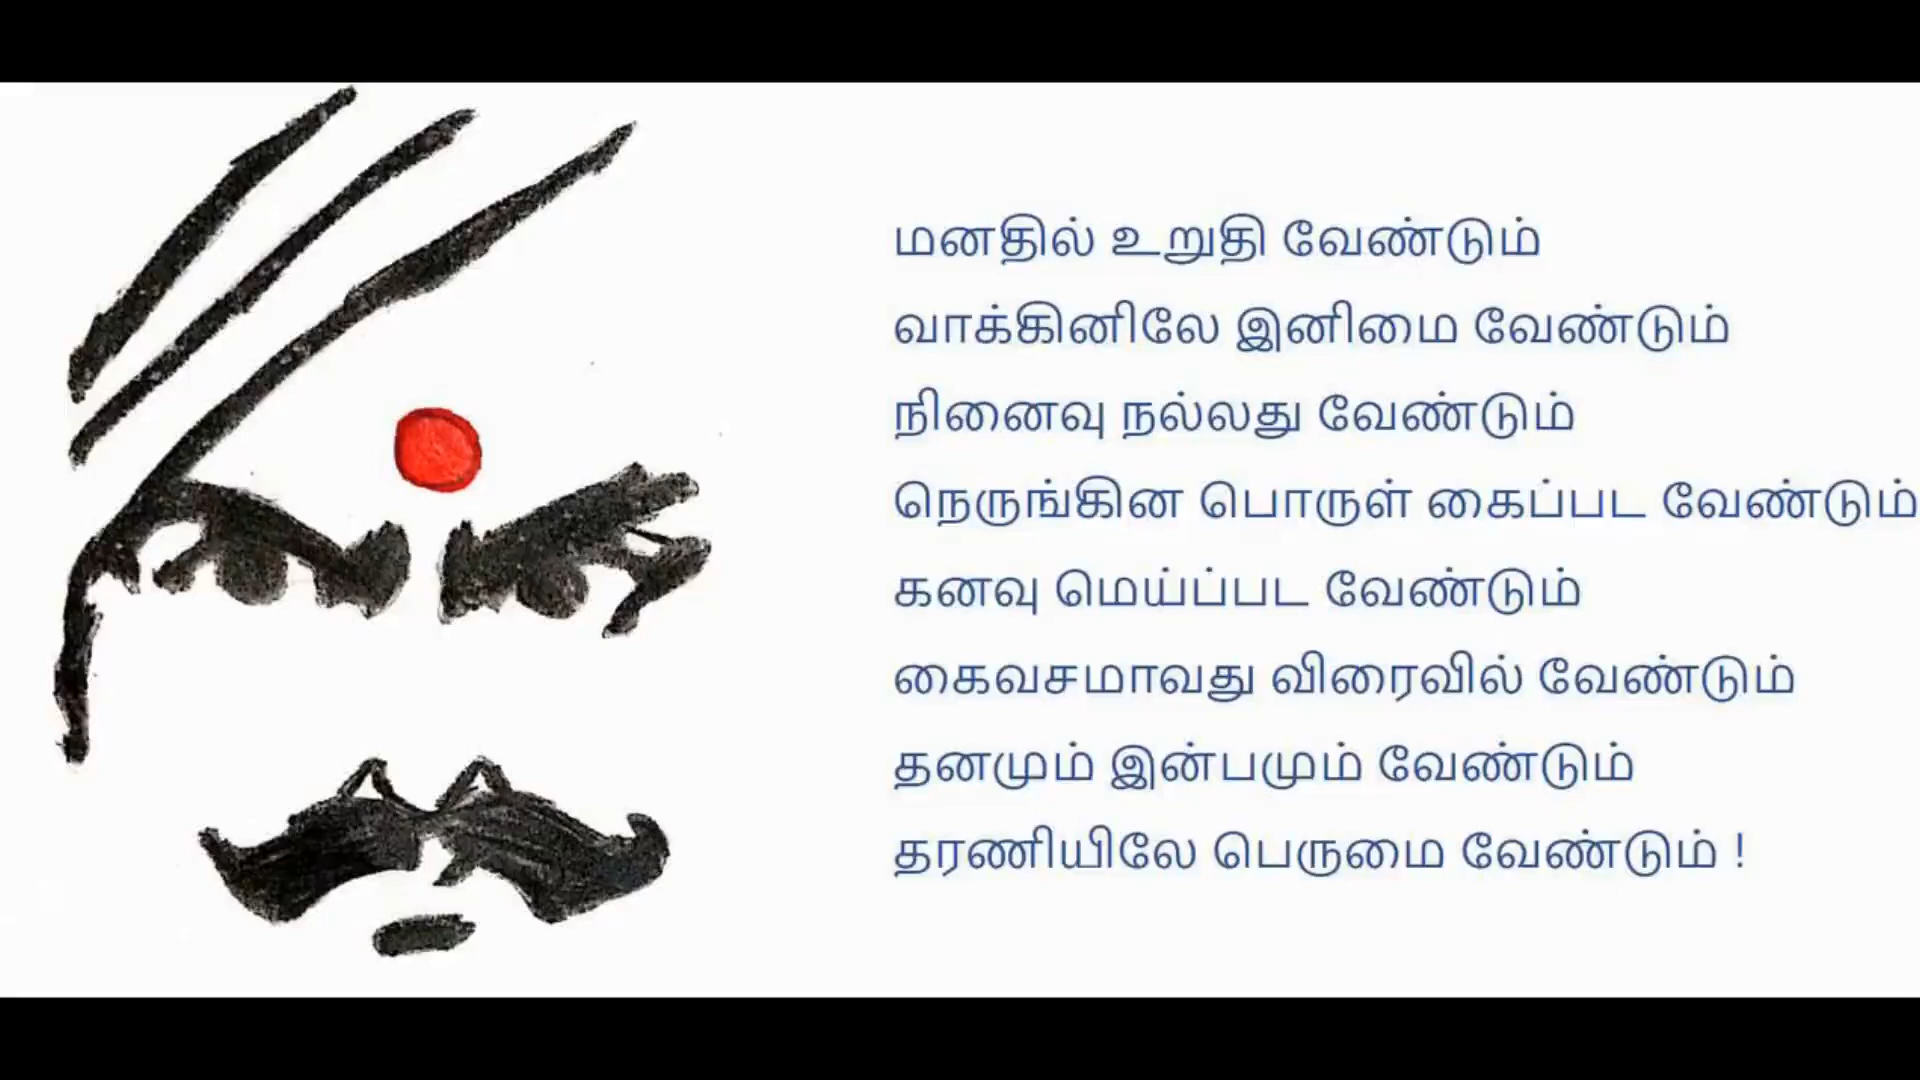 மனதில் உறுதி வேண்டும்
வாக்கினிலே இனிமை வேண்டும்
நினைவு நல்லது வேண்டும்
நெருங்கின பொருள் கைப்பட வேண்டும்
கனவு மெய்ப்பட வேண்டும்
கைவசமாவது விரைவில் வேண்டும்
தனமும் இன்பமும் வேண்டும்
தரணியிலே பெருமை வேண்டும் !